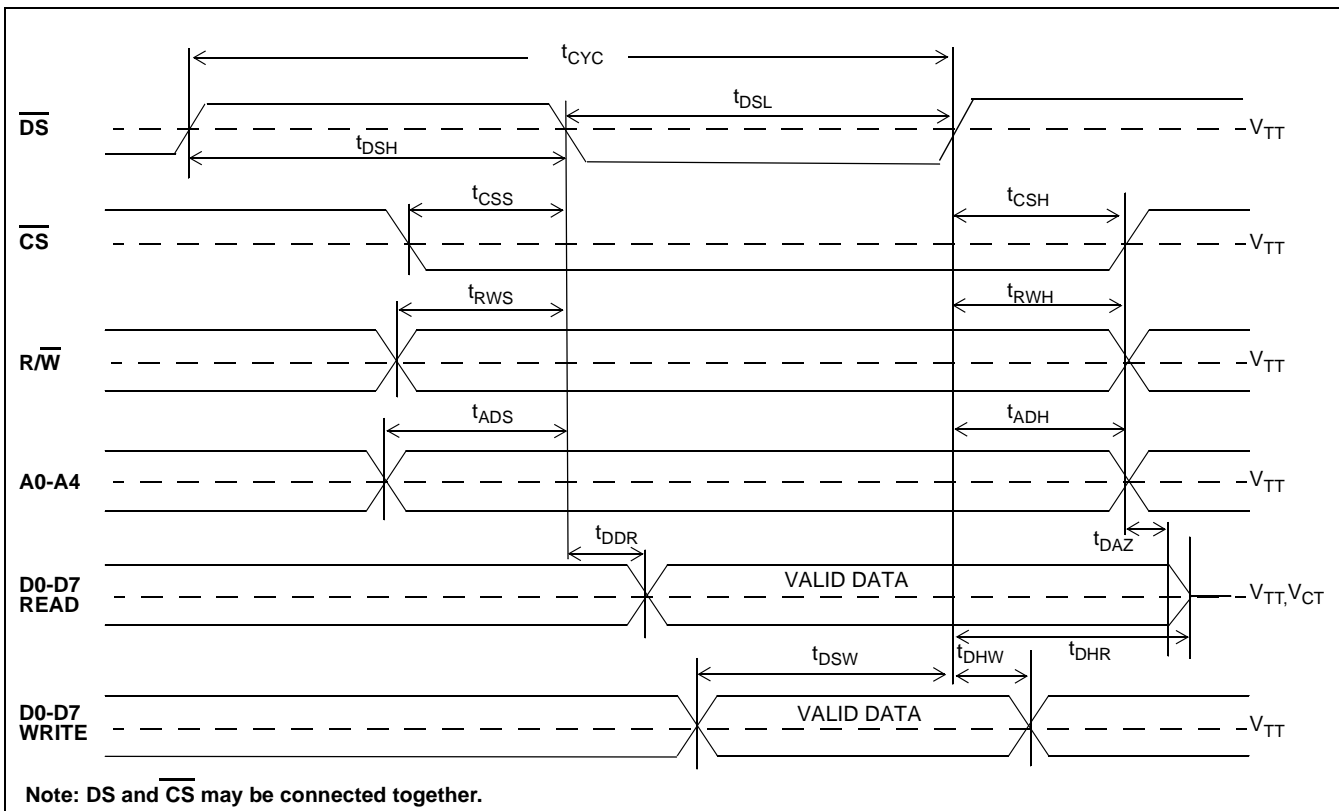 tCYC
DS
tDSL
VTT
tDSH
tCSS
tCSH
CS
VTT
tRWS
tRWH
R/W
VTT
tADS
tADH
A0-A4
VTT
tDDR
tDAZ
D0-D7
READ
VALID DATA
VTT,VCT
tDSW
tDHW
tDHR
D0-D7
WRITE
VALID DATA
VTT
Note: DS and CS may be connected together.